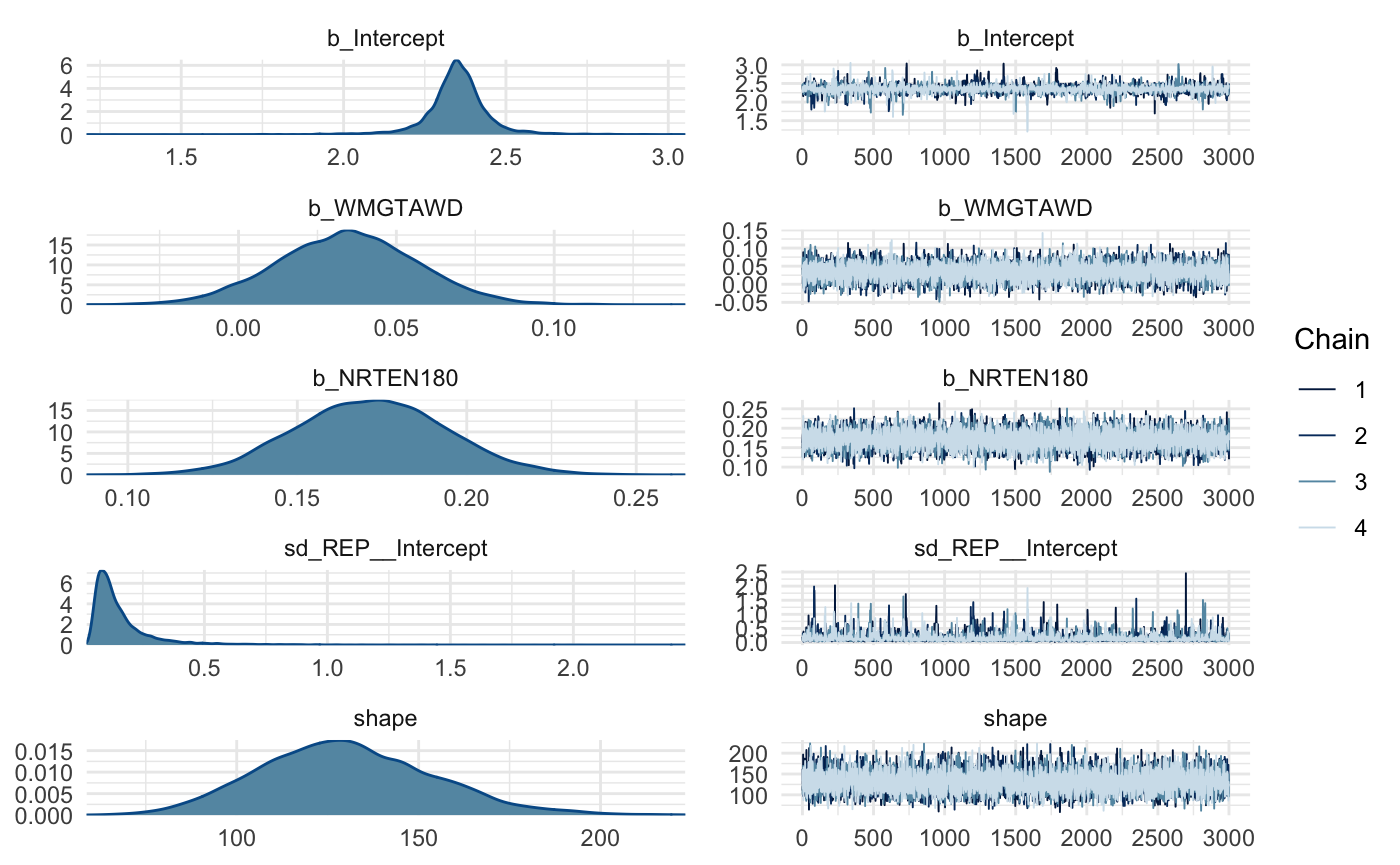 b_Intercept
6
4
2
0
1.5 2.0 2.5 3.0
b_Intercept
3.0
2.5
2.0
1.5
0 500 1000 1500 2000 2500 3000
b_WMGTAWD
15
10
5
0
0.00 0.05 0.10
b_WMGTAWD
0.15
0.10
0.05
0.00
-0.05
0 500 1000 1500 2000 2500 3000
b_NRTEN180
15
10
5
0
0.10 0.15 0.20 0.25
b_NRTEN180
0.25
0.20
0.15
0.10
0 500 1000 1500 2000 2500 3000
sd_REP__Intercept
6
4
2
0
0.5 1.0 1.5 2.0
sd_REP__Intercept
2.5
2.0
1.5
1.0
0.5
0.0
0 500 1000 1500 2000 2500 3000
shape
0.015
0.010
0.005
0.000
100 150 200
shape
200
150
100
0 500 1000 1500 2000 2500 3000
Chain
1
2
3
4